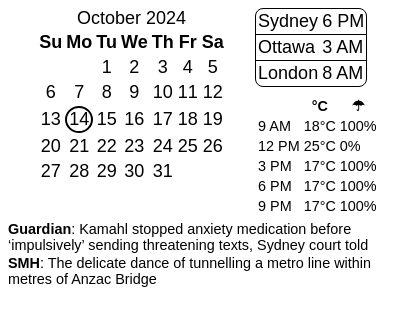 October 2024
Su Mo Tu We Th Fr Sa
1 2 3 4 5
6 7 8 9 10 11 12
13 14 15 16 17 18 19
20 21 22 23 24 25 26
27 28 29 30 31
Sydney 6 PM
Ottawa 3 AM
London 8 AM
°C ☂
9 AM 18°C 100%
12 PM 25°C 0%
3 PM 17°C 100%
6 PM 17°C 100%
9 PM 17°C 100%
Guardian: Kamahl stopped anxiety medication before
‘impulsively’ sending threatening texts, Sydney court told
SMH: The delicate dance of tunnelling a metro line within
metres of Anzac Bridge